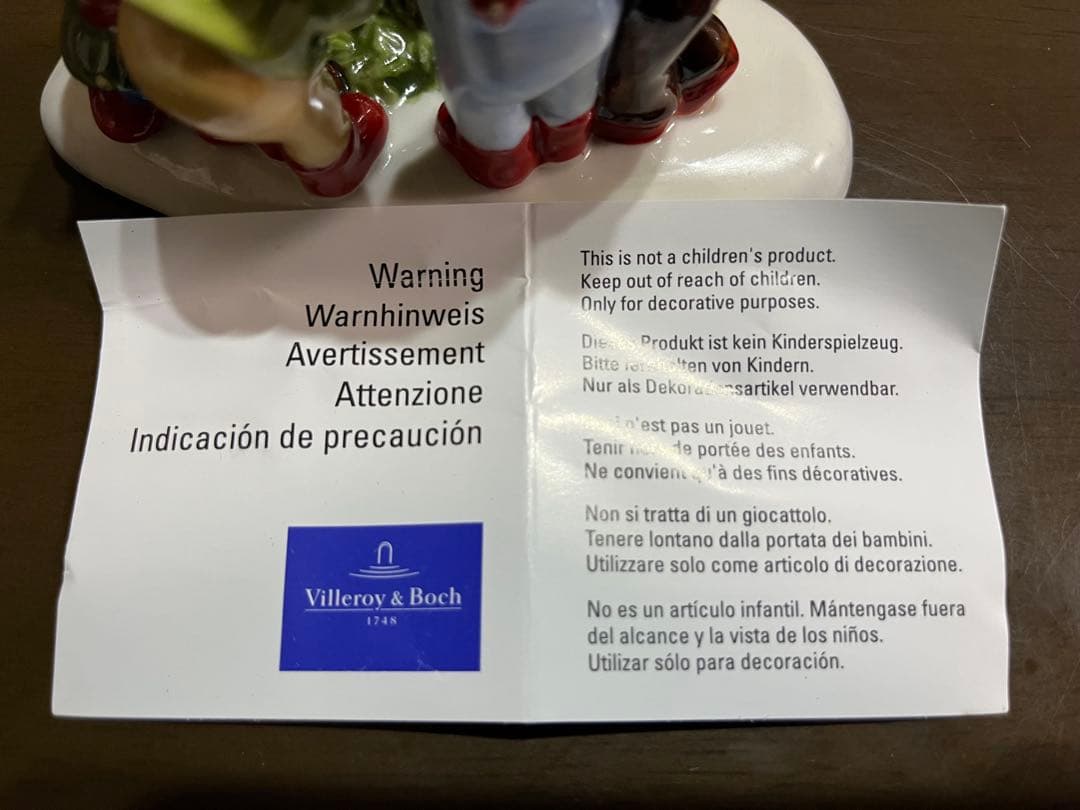 Warning
Warnhinweis
Avertissement
Attenzione
Indicación de precaución
Villeroy & Boch
1748
This is not a children's product.
Keep out of reach of children.
Only for decorative purposes.
Produkt ist kein Kinderspielzeug.
Bitte von Kindern.
Nur als verwendbar.
n'est pas un jouet.
Tenir de portée des enfants.
Ne convient qu'à des fins décoratives.
Non si tratta di un giocattolo.
Tenere lontano dalla portata dei bambini.
Utilizzare solo come articolo di decorazione.
No es un artículo infantil. Mántengase fuera
del alcance y la vista de los niños.
Utilizar sólo para decoración.